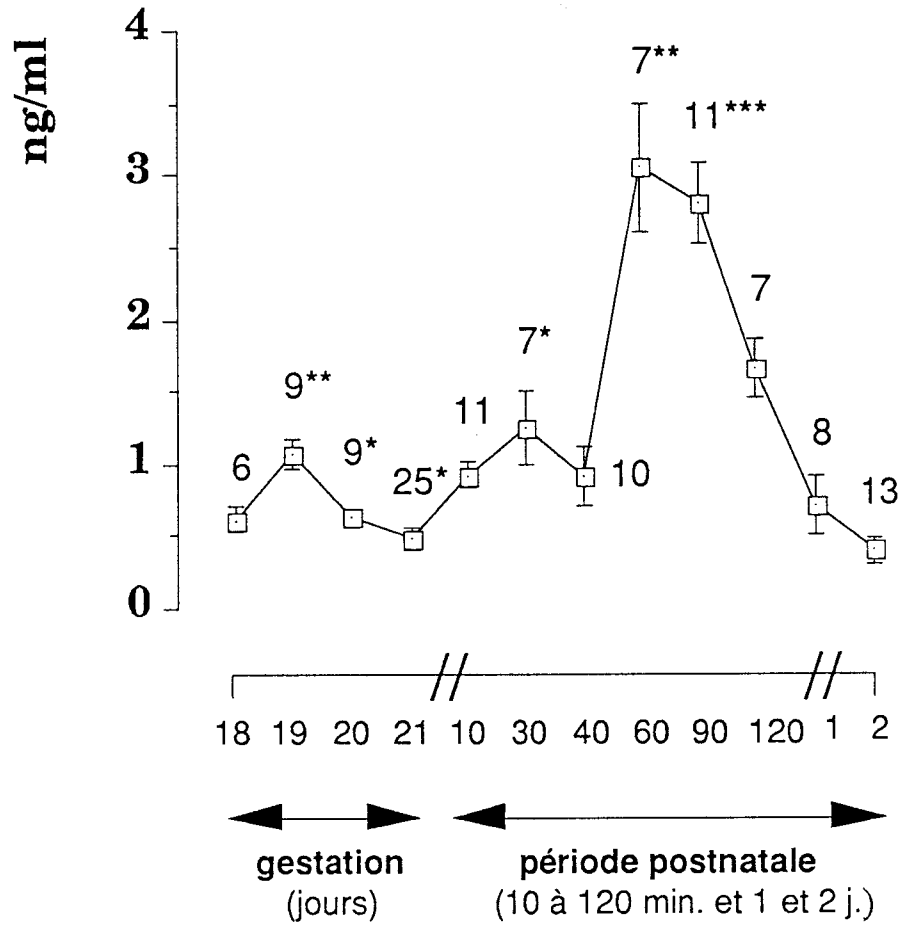 ng/ml
4
3
2
1
0
6
9**
9*
25*
11
7*
10
7**
11***
7
8
13
18 19 20 21 10 30 40 60 90 120 1 2
gestation
(jours)
période postnatale
(10 à 120 min. et 1 et 2 j.)